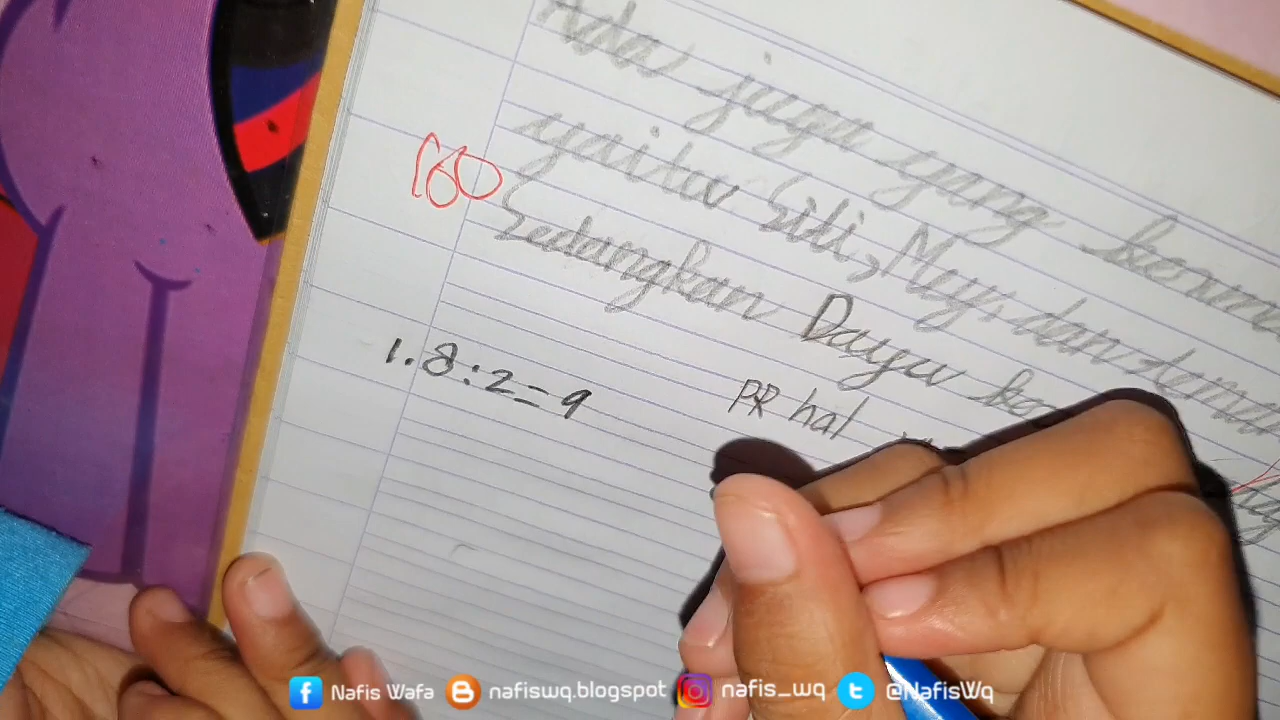 Ada juga yang
yaitu Siti, Mey, dan
Sedangkan Dayu
100
1. 8 : 2 = 9
PR hal
Nafis Wafa nafiswq.blogspot nafis_wq @NafisWq